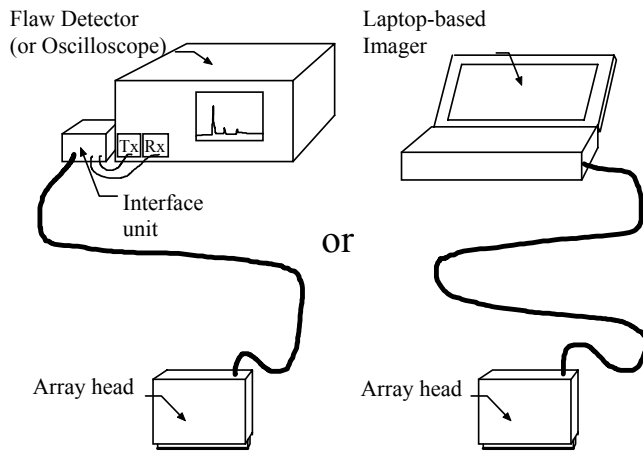 Flaw Detector
(or Oscilloscope)
Tx Rx
Interface
unit
Array head
or
Laptop-based
Imager
Array head